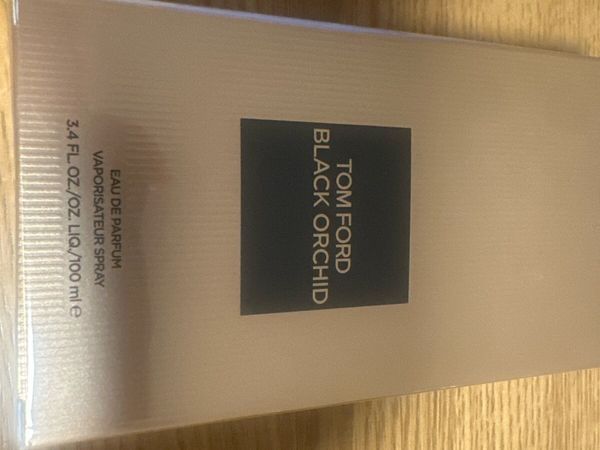 TOM FORD
BLACK ORCHID
EAU DE PARFUM
VAPORISATEUR SPRAY
3.4 FL OZ./OZ. LIQ./100 ml ℮